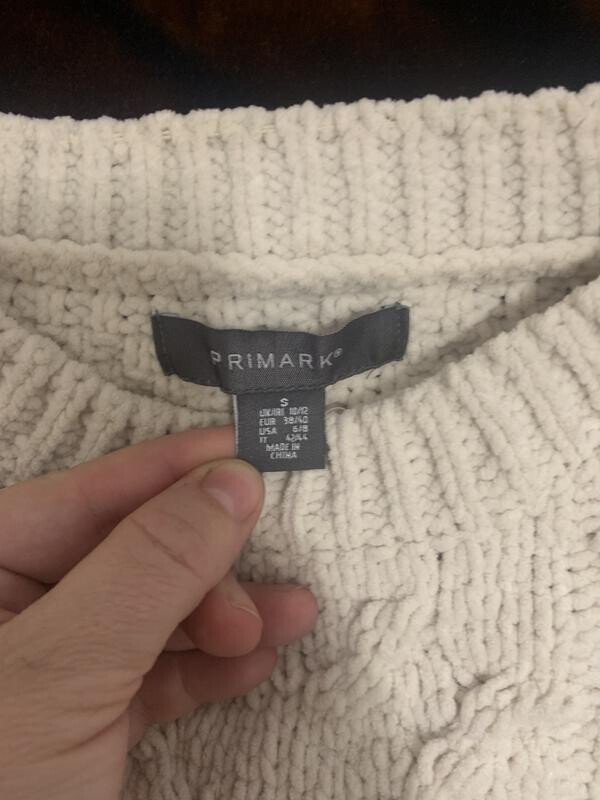 PRIMARK®
S
UK/IRL 10/12
EUR 38/40
USA 6/8
IT 42/44
MADE IN
CHINA